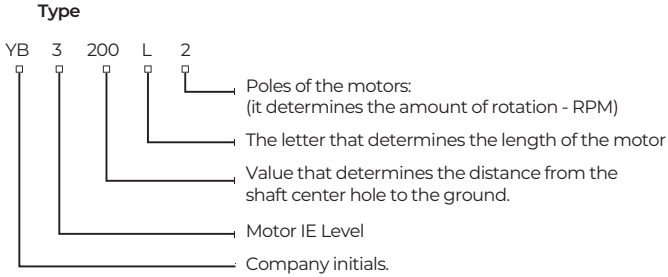 Type
YB 3 200 L 2
Poles of the motors:
(it determines the amount of rotation - RPM)
The letter that determines the length of the motor
Value that determines the distance from the
shaft center hole to the ground.
Motor IE Level
Company initials.